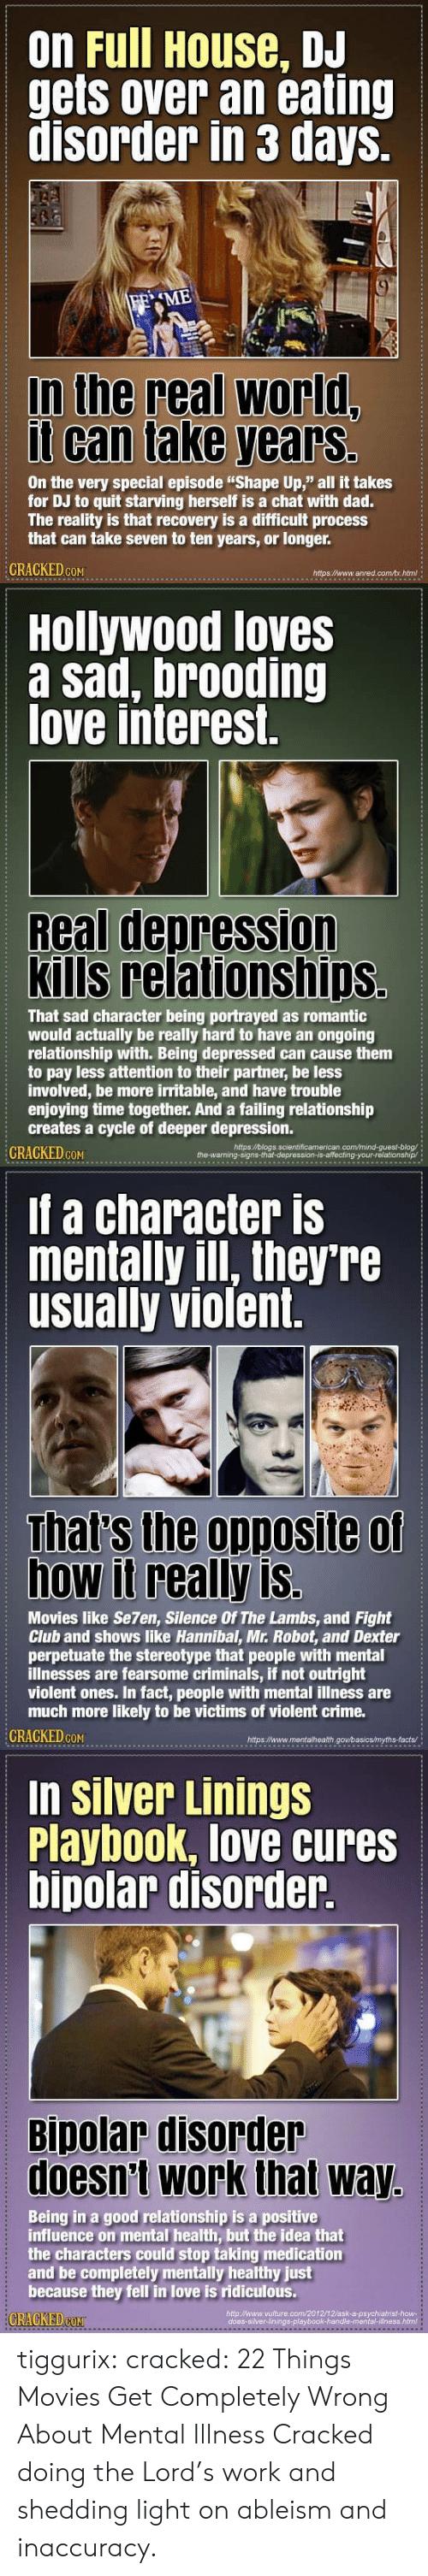 On Full House, DJ
gets over an eating
disorder in 3 days.
In the real world,
it can take years.
On the very special episode “Shape Up,” all it takes
for DJ to quit starving herself is a chat with dad.
The reality is that recovery is a difficult process
that can take seven to ten years, or longer.
CRACKED.COM
https://www.anred.com/tx.html
Hollywood loves
a sad, brooding
love interest.
Real depression
kills relationships.
That sad character being portrayed as romantic
would actually be really hard to have an ongoing
relationship with. Being depressed can cause them
to pay less attention to their partner, be less
involved, be more irritable, and have trouble
enjoying time together. And a failing relationship
creates a cycle of deeper depression.
https://blogs.scientificamerican.com/mind-guest-blog/
the-warning-signs-that-depression-is-affecting-your-relationship/
CRACKED.COM
If a character is
mentally ill, they're
usually violent.
That's the opposite of
how it really is.
Movies like Se7en, Silence Of The Lambs, and Fight
Club and shows like Hannibal, Mr. Robot, and Dexter
perpetuate the stereotype that people with mental
illnesses are fearsome criminals, if not outright
violent ones. In fact, people with mental illness are
much more likely to be victims of violent crime.
CRACKED.COM
https://www.mentalhealth.gov/basics/myths-facts/
In Silver Linings
Playbook, love cures
bipolar disorder.
Bipolar disorder
doesn't work that way.
Being in a good relationship is a positive
influence on mental health, but the idea that
the characters could stop taking medication
and be completely mentally healthy just
because they fell in love is ridiculous.
http://www.vulture.com/2012/12/ask-a-psychiatrist-how-
does-silver-linings-playbook-handle-mental-illness.html
CRACKED.COM
tiggurix: cracked: 22 Things
Movies Get Completely Wrong
About Mental Illness Cracked
doing the Lord’s work and
shedding light on ableism and
inaccuracy.